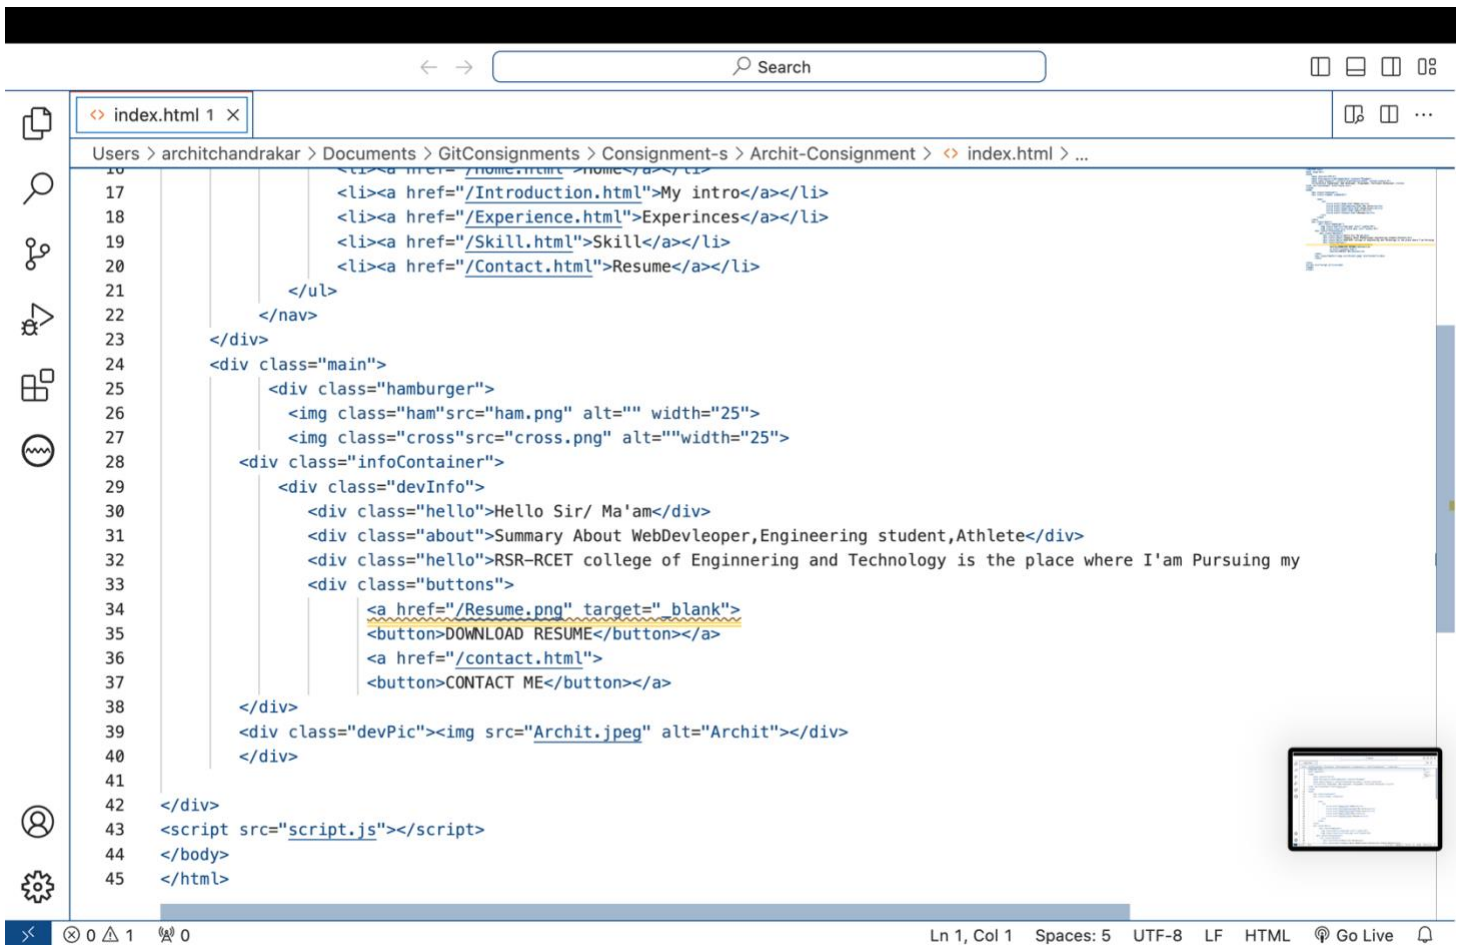 Search
index.html 1
Users > architchandrakar > Documents > GitConsignments > Consignment-s > Archit-Consignment > <> index.html > ...
16 <li><a href="/Home.html">Home</a></li>
17 <li><a href="/Introduction.html">My intro</a></li>
18 <li><a href="/Experience.html">Experinces</a></li>
19 <li><a href="/Skill.html">Skill</a></li>
20 <li><a href="/Contact.html">Resume</a></li>
21 </ul>
22 </nav>
23 </div>
24 <div class="main">
25 <div class="hamburger">
26 <img class="ham"src="ham.png" alt="" width="25">
27 <img class="cross"src="cross.png" alt=""width="25">
28 <div class="infoContainer">
29 <div class="devInfo">
30 <div class="hello">Hello Sir/ Ma'am</div>
31 <div class="about">Summary About WebDevleoper,Engineering student,Athlete</div>
32 <div class="hello">RSR-RCET college of Enginnering and Technology is the place where I'am Pursuing my
33 <div class="buttons">
34 <a href="/Resume.png" target="_blank">
35 <button>DOWNLOAD RESUME</button></a>
36 <a href="/contact.html">
37 <button>CONTACT ME</button></a>
38 </div>
39 <div class="devPic"><img src="Archit.jpeg" alt="Archit"></div>
40 </div>
41
42 </div>
43 <script src="script.js"></script>
44 </body>
45 </html>
0 1 0 Ln 1, Col 1 Spaces: 5 UTF-8 LF HTML Go Live